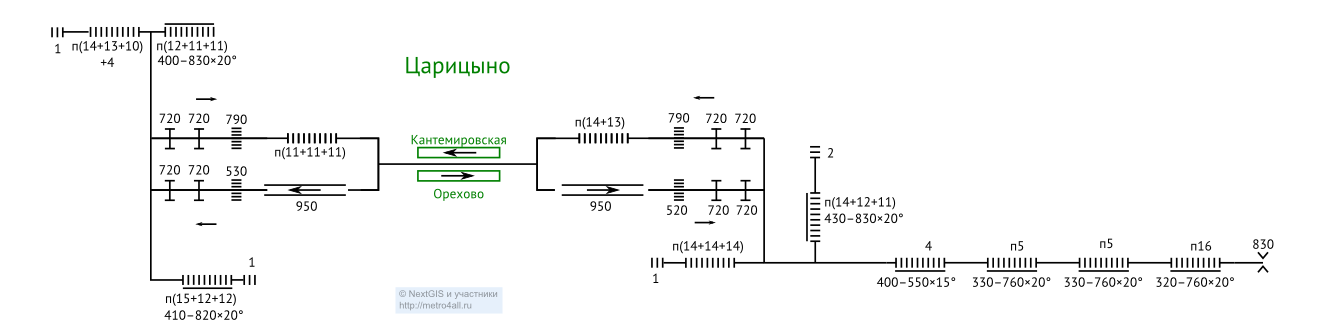 1
п(14+13+10)
+4
п(12+11+11)
400–830×20°
Царицыно
720
720
790
п(11+11+11)
Кантемировская
п(14+13)
790
720
720
720
720
530
950
Орехово
950
520
720
720
2
п(14+12+11)
430–830×20°
1
п(15+12+12)
410–820×20°
п(14+14+14)
1
4
400–550×15°
п5
330–760×20°
п5
330–760×20°
п16
320–760×20°
830
© NextGIS и участники
http://metro4all.ru